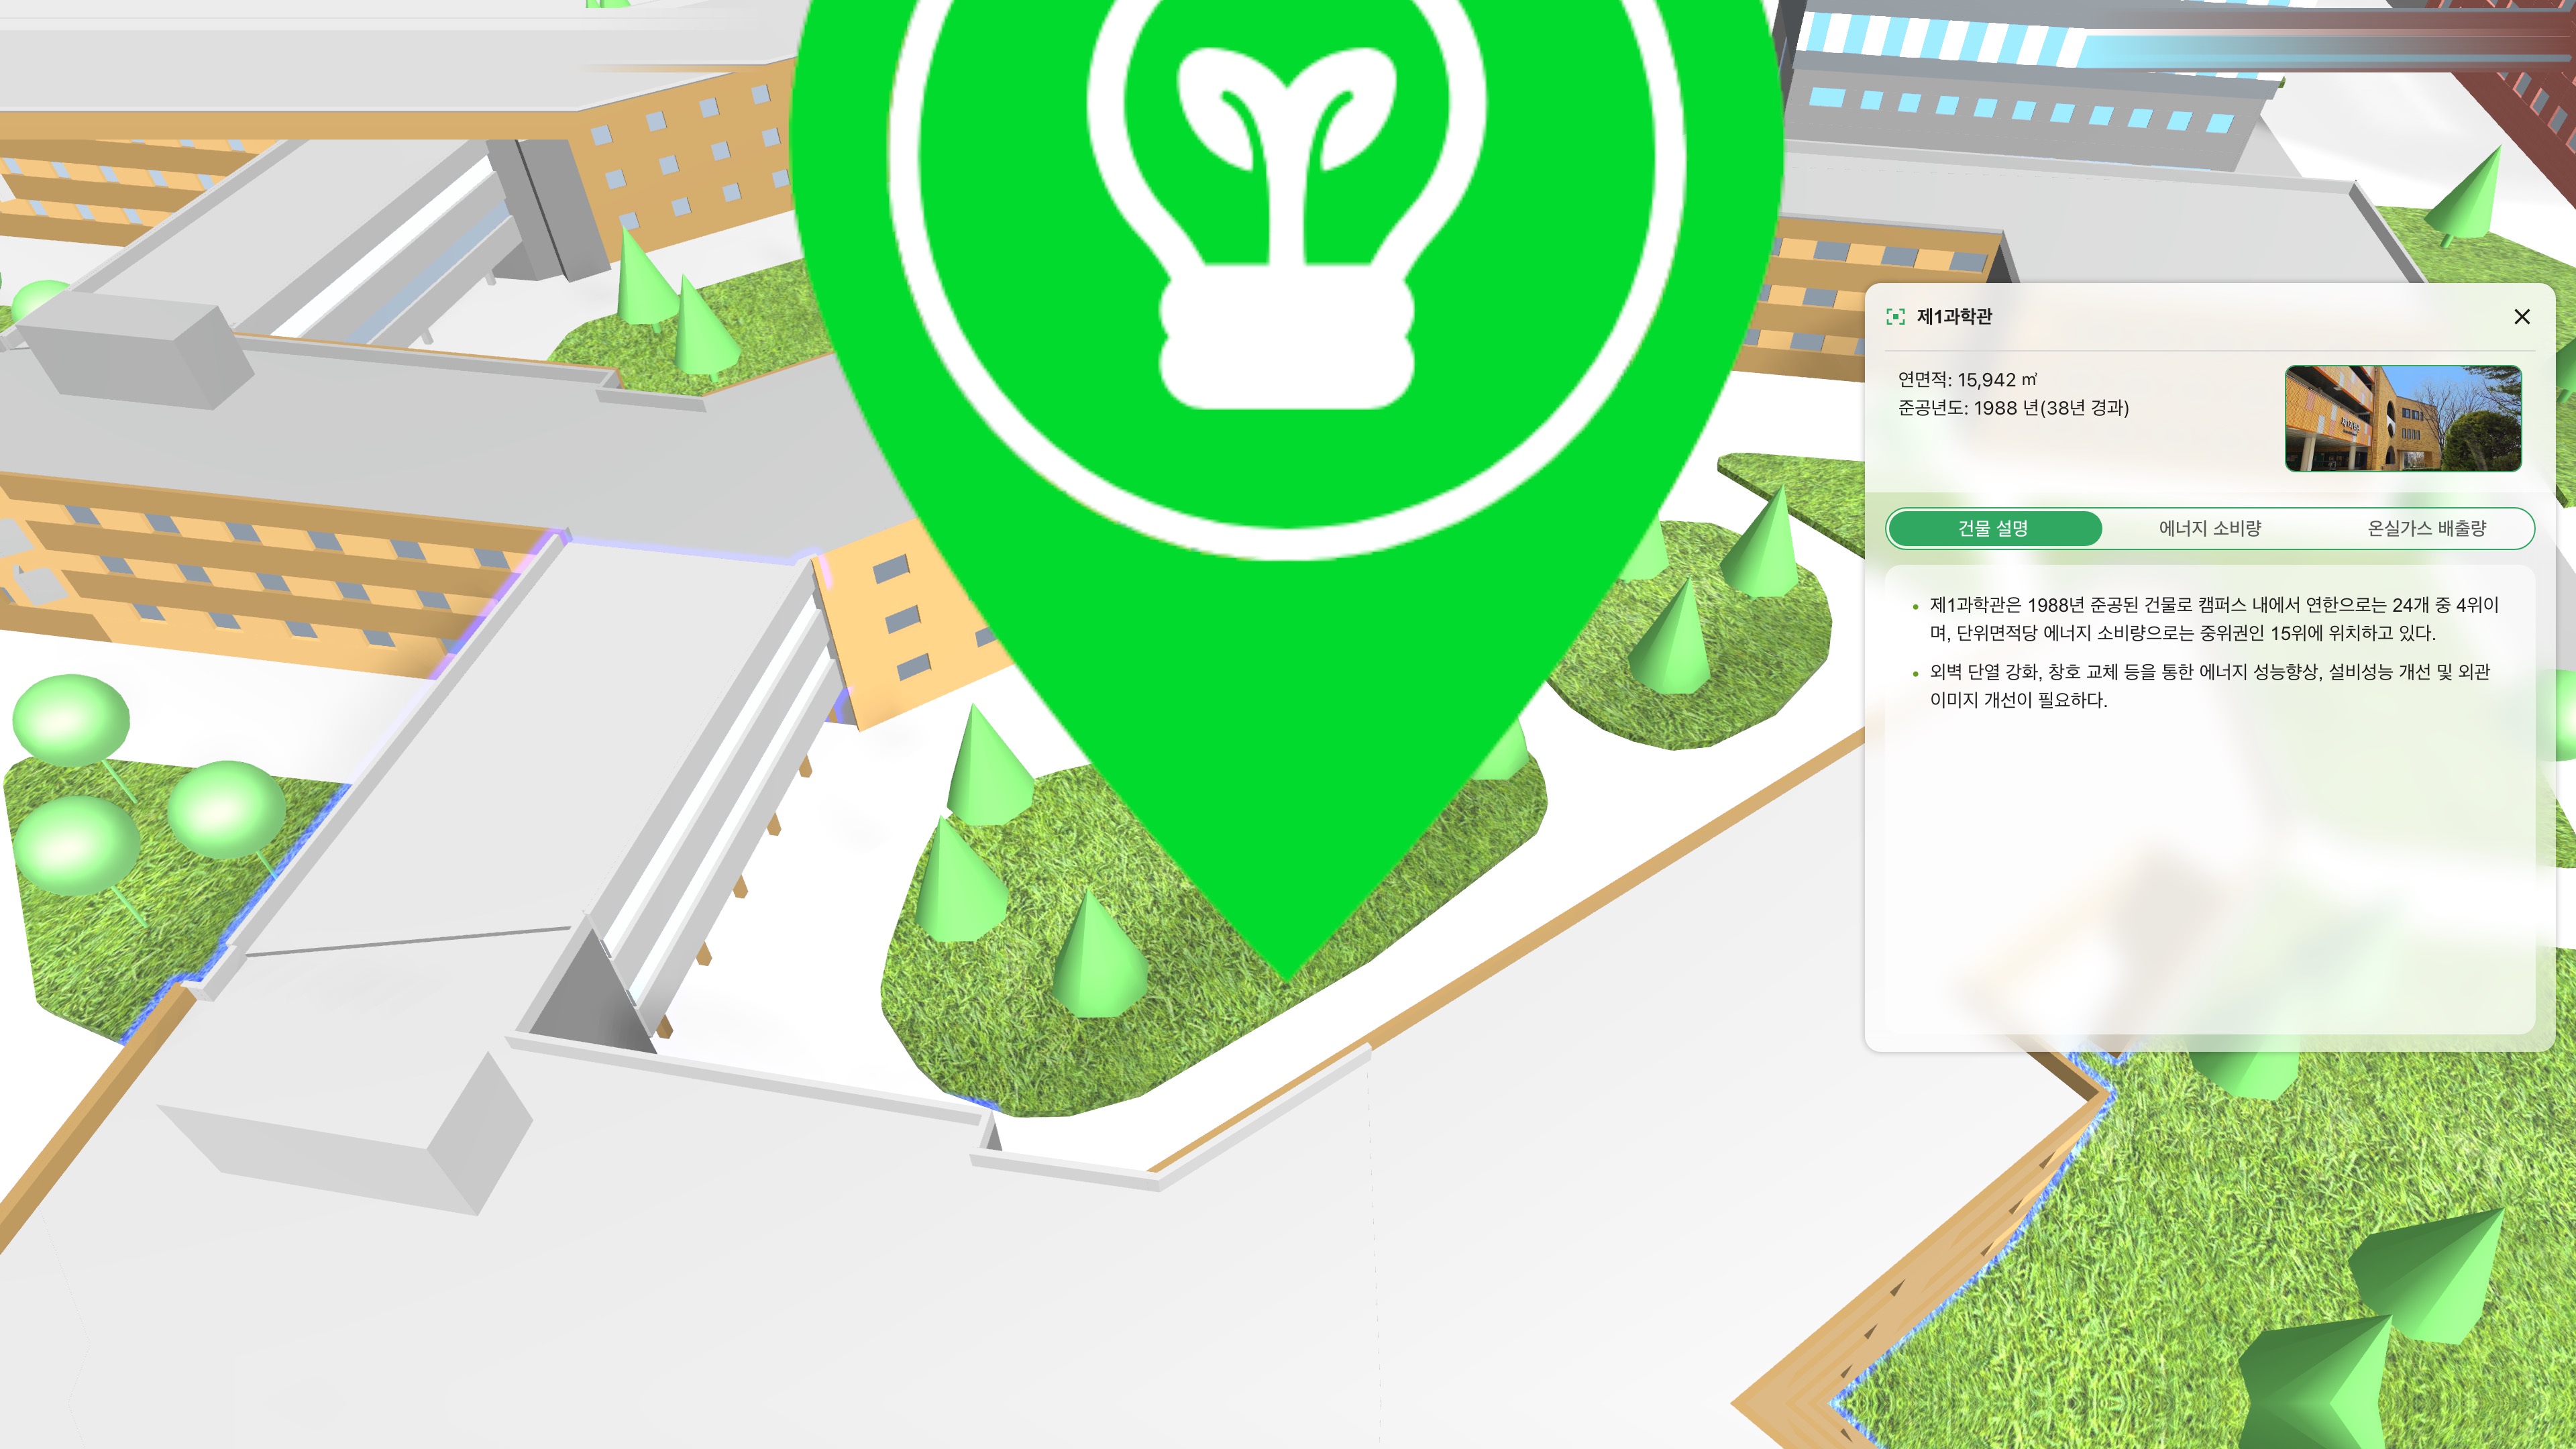 제1과학관
연면적: 15,942 ㎡
준공년도: 1988 년(38년 경과)
제1과학관
건물 설명
에너지 소비량
온실가스 배출량
제1과학관은 1988년 준공된 건물로 캠퍼스 내에서 연한으로는 24개 중 4위이
며, 단위면적당 에너지 소비량으로는 중위권인 15위에 위치하고 있다.
외벽 단열 강화, 창호 교체 등을 통한 에너지 성능향상, 설비성능 개선 및 외관
이미지 개선이 필요하다.